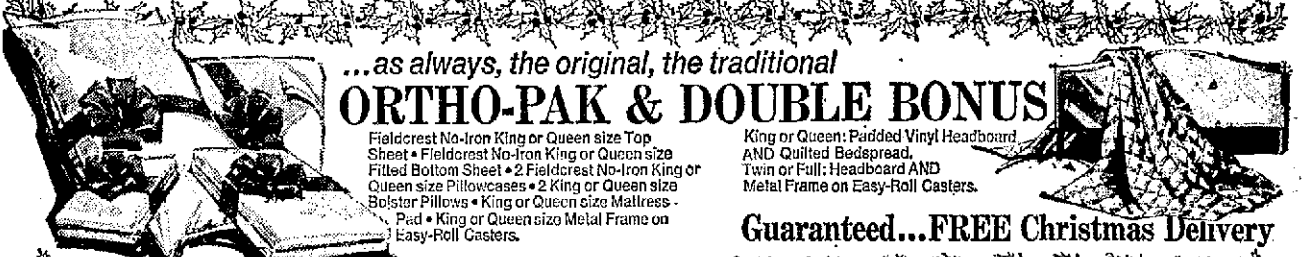 ...as always, the original, the traditional
ORTHO-PAK & DOUBLE BONUS
Fieldcrest No-Iron King or Queen size Top
Sheet • Fieldcrest No-Iron King or Queen size
Fitted Bottom Sheet • 2 Fieldcrest No-Iron King or
Queen size Pillowcases • 2 King or Queen size
Bolster Pillows • King or Queen size Mattress
Pad • King or Queen size Metal Frame on
Easy-Roll Casters.
King or Queen: Padded Vinyl Headboard
AND Quilted Bedspread.
Twin or Full: Headboard AND
Metal Frame on Easy-Roll Casters.
Guaranteed...FREE Christmas Delivery